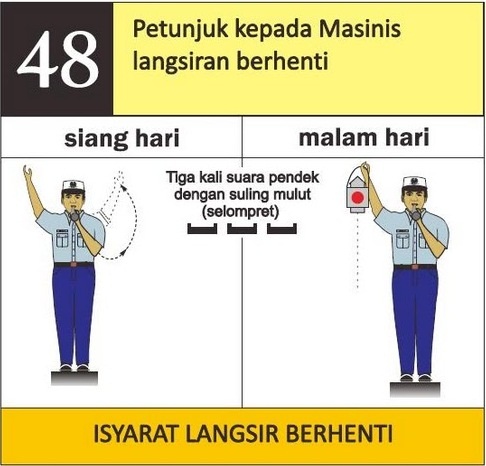 48
Petunjuk kepada Masinis
langsiran berhenti
siang hari
malam hari
Tiga kali suara pendek
dengan suling mulut
(selompret)
ISYARAT LANGSIR BERHENTI